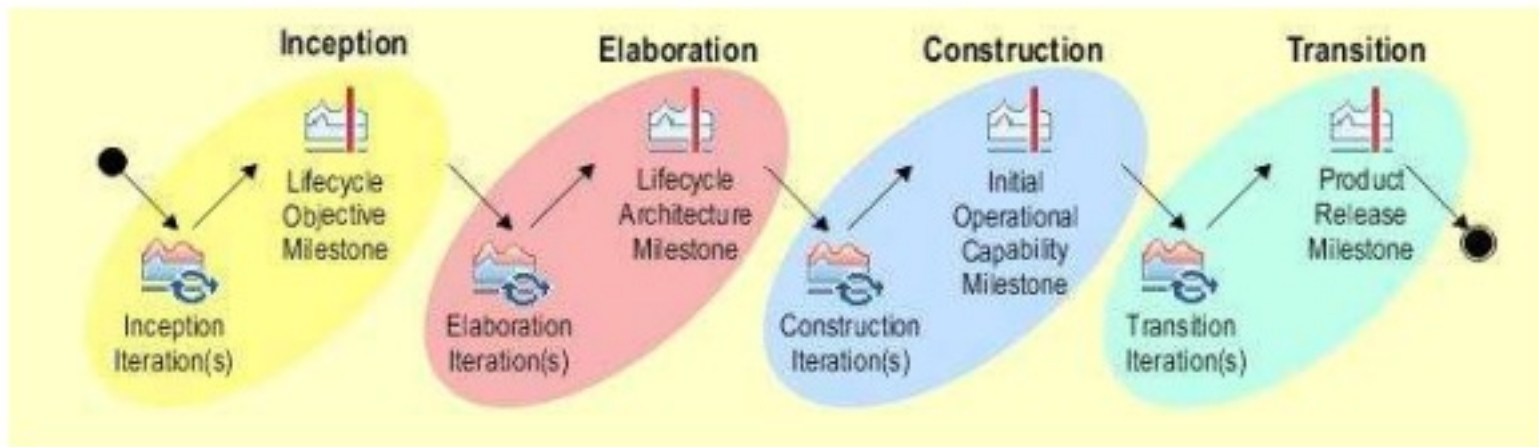 Inception
Lifecycle
Objective
Milestone
Inception
Iteration(s)
Elaboration
Lifecycle
Architecture
Milestone
Elaboration
Iteration(s)
Construction
Initial
Operational
Capability
Milestone
Construction
Iteration(s)
Transition
Product
Release
Milestone
Transition
Iteration(s)